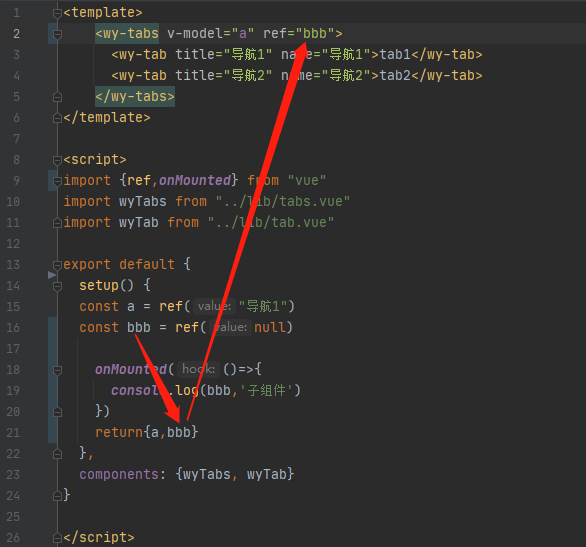 1 <template>
2 <wy-tabs v-model="a" ref="bbb">
3 <wy-tab title="导航1" name="导航1">tab1</wy-tab>
4 <wy-tab title="导航2" name="导航2">tab2</wy-tab>
5 </wy-tabs>
6 </template>
7
8 <script>
9 import {ref,onMounted} from "vue"
10 import wyTabs from "../lib/tabs.vue"
11 import wyTab from "../lib/tab.vue"
12
13 export default {
14 setup() {
15 const a = ref( value: "导航1")
16 const bbb = ref( value: null)
17
18 onMounted( hook: ()=>{
19 console.log(bbb,'子组件')
20 })
21 return{a,bbb}
22 },
23 components: {wyTabs, wyTab}
24 }
25
26 </script>